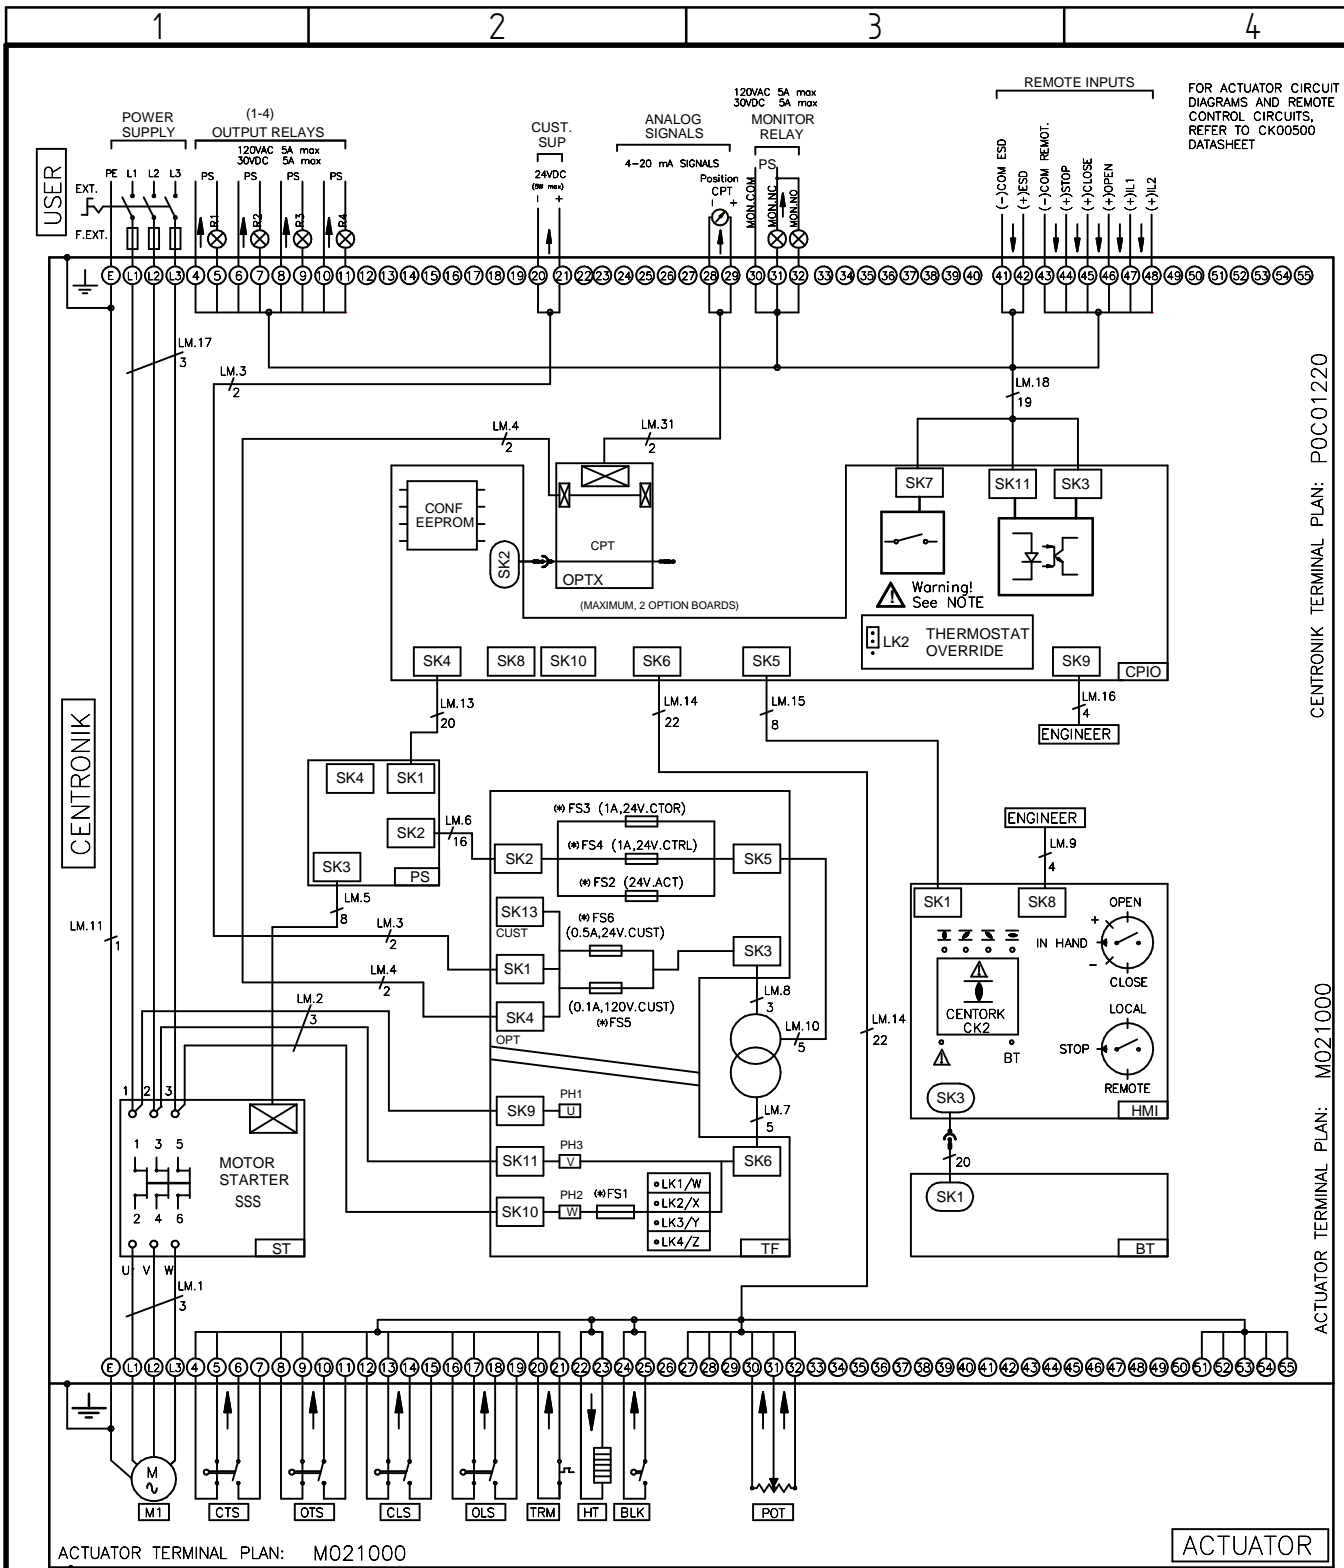 1 2 3 4
REMOTE INPUTS
FOR ACTUATOR CIRCUIT
DIAGRAMS AND REMOTE
CONTROL CIRCUITS,
REFER TO CK00500
DATASHEET
POWER
SUPPLY
(1-4)
OUTPUT RELAYS
120VAC 5A max
30VDC 5A max
CUST.
SUP
24VDC
(5W max)
- +
ANALOG
SIGNALS
4-20 mA SIGNALS
Position
CPT
- +
120VAC 5A max
30VDC 5A max
MONITOR
RELAY
PS
MON.COM
MON.NC
MON.NO
(-)COM ESD
(+)ESD
(-)COM REMOT.
(+)STOP
(+)CLOSE
(+)OPEN
(+)IL1
(+)IL2
USER
PE L1 L2 L3
PS PS PS PS
EXT.
F.EXT.
R1 R2 R3 R4
E L1 L2 L3 4 5 6 7 8 9 10 11 12 13 14 15 16 17 18 19 20 21 22 23 24 25 26 27 28 29 30 31 32 33 34 35 36 37 38 39 40 41 42 43 44 45 46 47 48 49 50 51 52 53 54 55
LM.17
3
LM.3
2
LM.18
19
LM.4
2
LM.31
2
CENTRONIK TERMINAL PLAN: P0C01220
CONF
EEPROM
SK2
CPT
OPTX
(MAXIMUM, 2 OPTION BOARDS)
SK7 SK11 SK3
Warning!
See NOTE
LK2
THERMOSTAT
OVERRIDE
SK4 SK8 SK10 SK6 SK5 SK9
CPIO
LM.13
20
LM.14
22
LM.15
8
LM.16
4
ENGINEER
CENTRONIK
SK4 SK1
SK2
SK3
PS
LM.6
16
LM.5
8
(*)FS3 (1A,24V.CTOR)
(*)FS4 (1A,24V.CTRL)
(*)FS2 (24V.ACT)
SK2 SK5
SK13
CUST
(*)FS6
(0.5A,24V.CUST)
SK1 SK3
SK4
OPT
(0.1A,120V.CUST)
(*)FS5
LM.11
1
LM.3
2
LM.4
2
LM.2
3
LM.8
3
LM.10
5
LM.14
22
LM.7
5
ENGINEER
LM.9
4
SK1 SK8
OPEN
+
IN HAND
-
CLOSE
CENTORK
CK2
BT
LOCAL
STOP
REMOTE
SK3
HMI
20
SK1
BT
SK9 PH1
U
SK11 PH3
V
SK6
SK10 PH2
W
(*)FS1
LK1/W
LK2/X
LK3/Y
LK4/Z
TF
1 2 3
1 3 5
MOTOR
STARTER
SSS
2 4 6
ST
U V W
LM.1
3
ACTUATOR TERMINAL PLAN: M021000
E L1 L2 L3 4 5 6 7 8 9 10 11 12 13 14 15 16 17 18 19 20 21 22 23 24 25 26 27 28 29 30 31 32 33 34 35 36 37 38 39 40 41 42 43 44 45 46 47 48 49 50 51 52 53 54 55
M
M1 CTS OTS CLS OLS TRM HT BLK POT
ACTUATOR TERMINAL PLAN: M021000
ACTUATOR